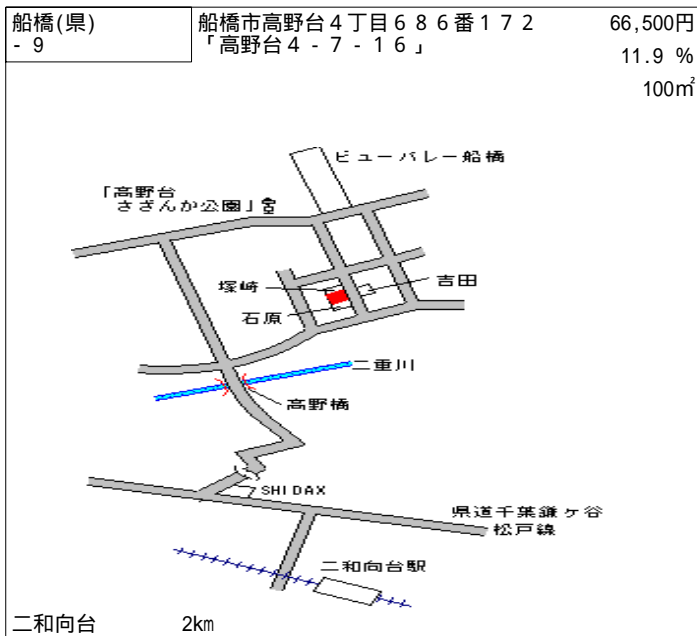 船橋(県)
- 9
船橋市高野台４丁目６８６番１７２
「高野台４‐７‐１６」
66,500円
11.9 %
100㎡
ビューバレー船橋
「高野台
さざんか公園」
塚崎
吉田
石原
二重川
高野橋
SHIDAX
県道千葉鎌ヶ谷
松戸線
二和向台駅
二和向台 2km